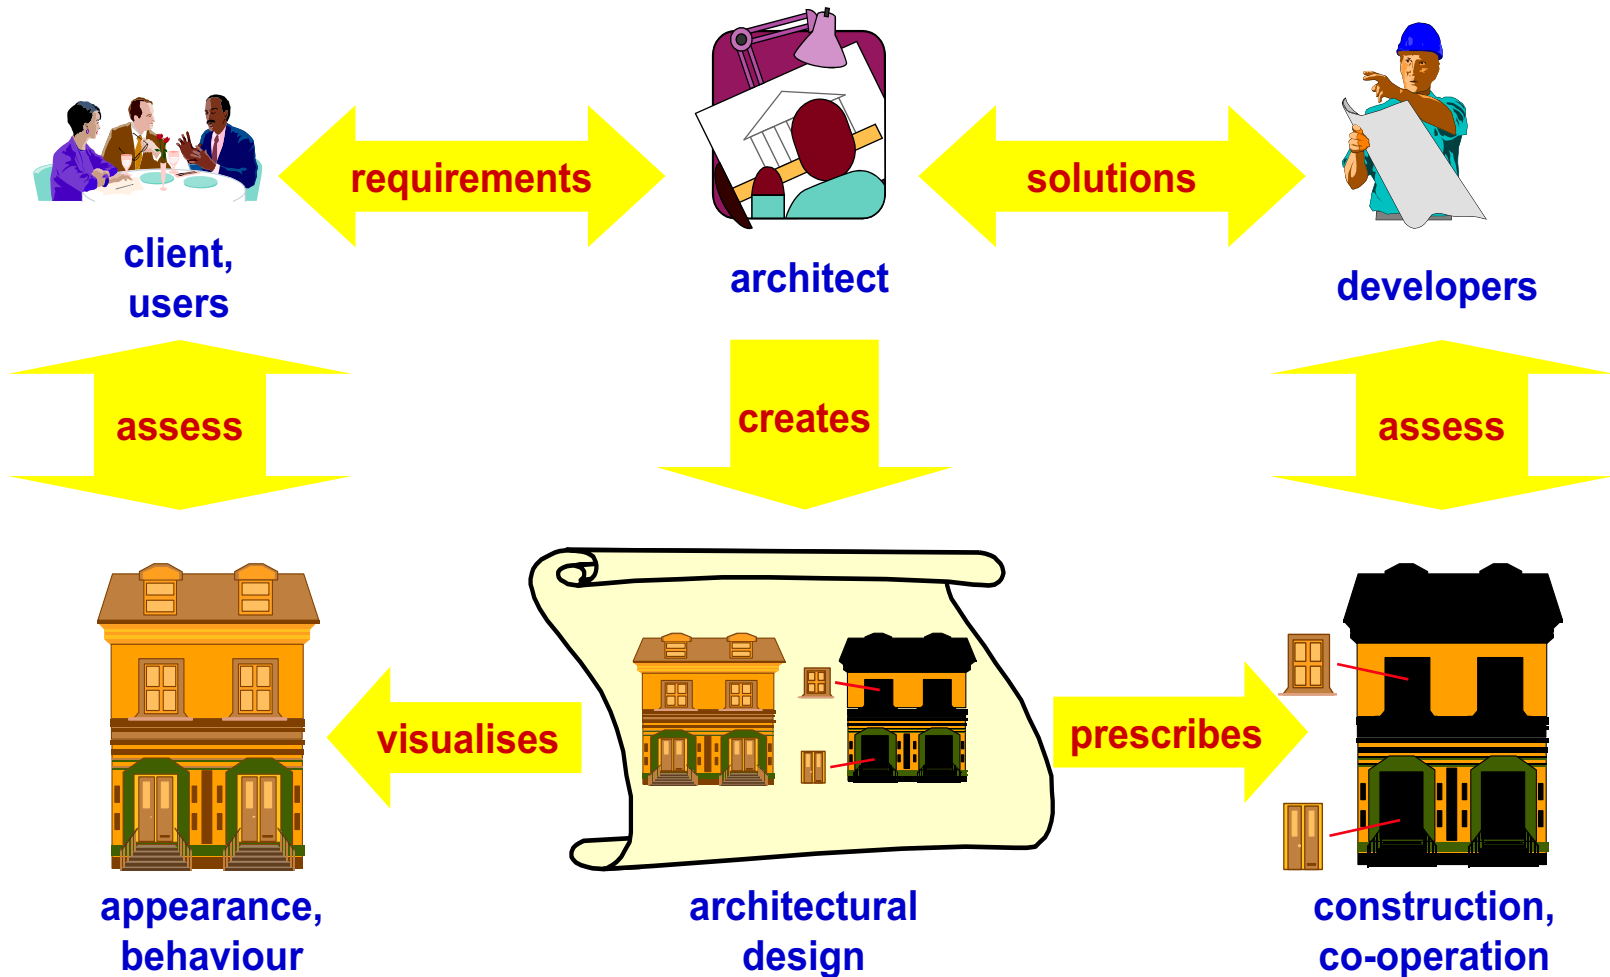 requirements
solutions
client,
users
architect
developers
assess
creates
assess
visualises
prescribes
appearance,
behaviour
architectural
design
construction,
co-operation